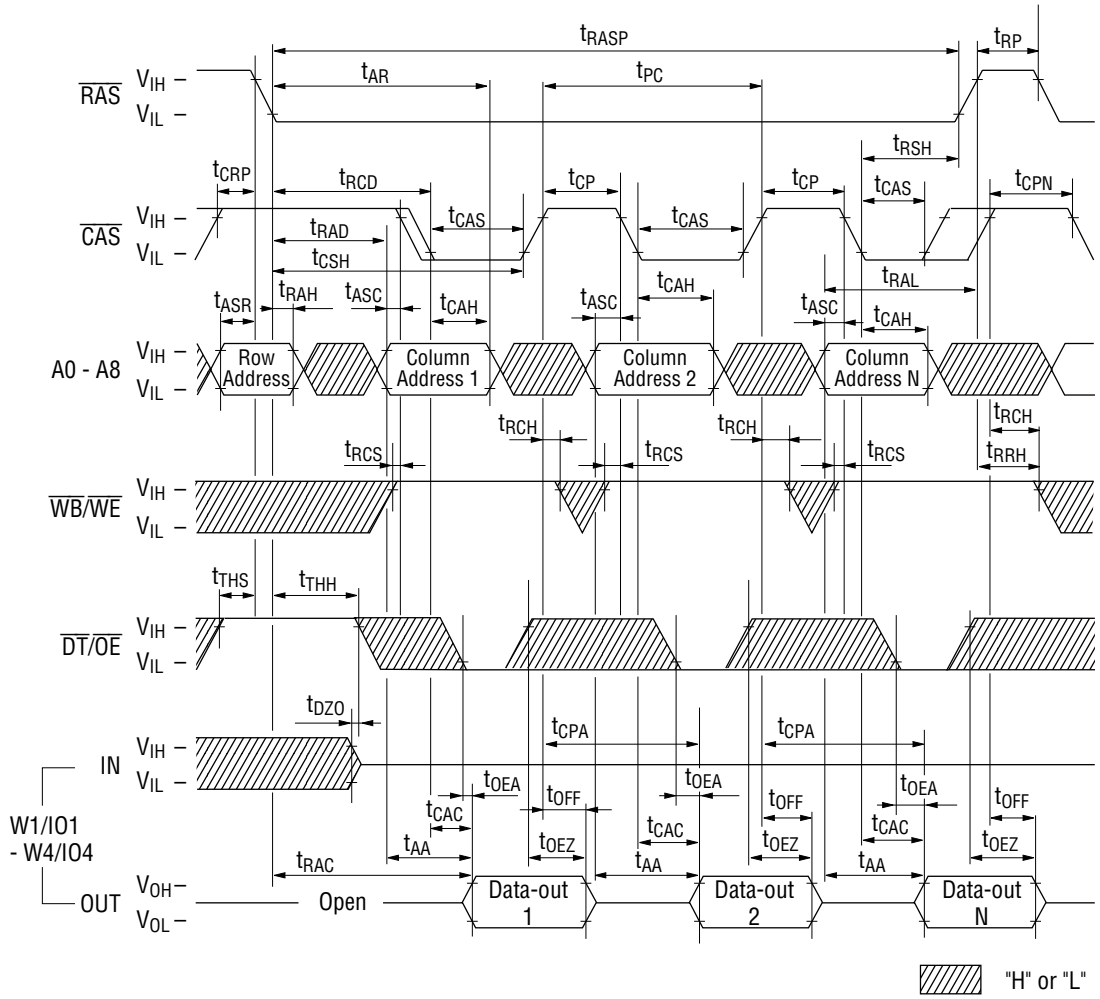 tRASP
tRP
tAR
tPC
RAS
VIH
VIL
tRSH
tCRP
tRCD
tCP
tCP
tCAS
tCPN
CAS
VIH
VIL
tCAS
tCAS
tRAD
tCSH
tRAL
tASR
tRAH
tASC
tCAH
tASC
tCAH
tASC
tCAH
A0 - A8
VIH
VIL
Row
Address
Column
Address 1
Column
Address 2
Column
Address N
tRCH
tRCH
tRCH
tRCS
tRCS
tRCS
tRRH
WB/WE
VIH
VIL
tTHS
tTHH
DT/OE
VIH
VIL
tDZO
tCPA
tCPA
IN
VIH
VIL
tOEA
tOEA
tOEA
tOFF
tOFF
tOFF
W1/IO1
- W4/IO4
tCAC
tCAC
tCAC
tAA
tOEZ
tAA
tOEZ
tAA
tOEZ
tRAC
OUT
VOH
VOL
Open
Data-out
1
Data-out
2
Data-out
N
"H" or "L"